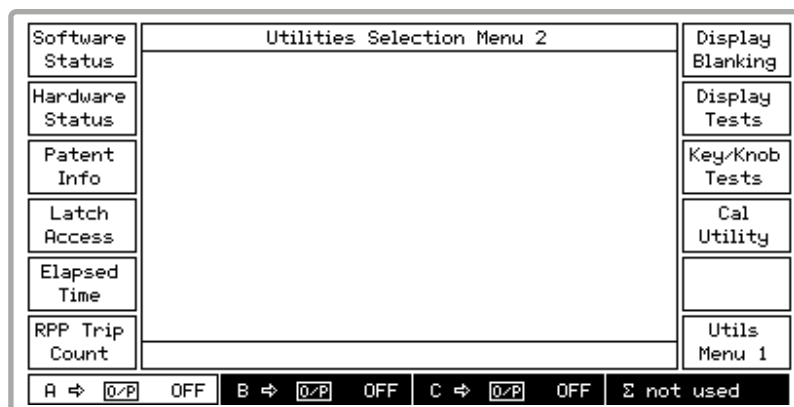 Software
Status
Utilities Selection Menu 2
Display
Blanking
Hardware
Status
Display
Tests
Patent
Info
Key/Knob
Tests
Latch
Access
Cal
Utility
Elapsed
Time
RPP Trip
Count
Utils
Menu 1
A ⇨ O/P OFF B ⇨ O/P OFF C ⇨ O/P OFF Σ not used